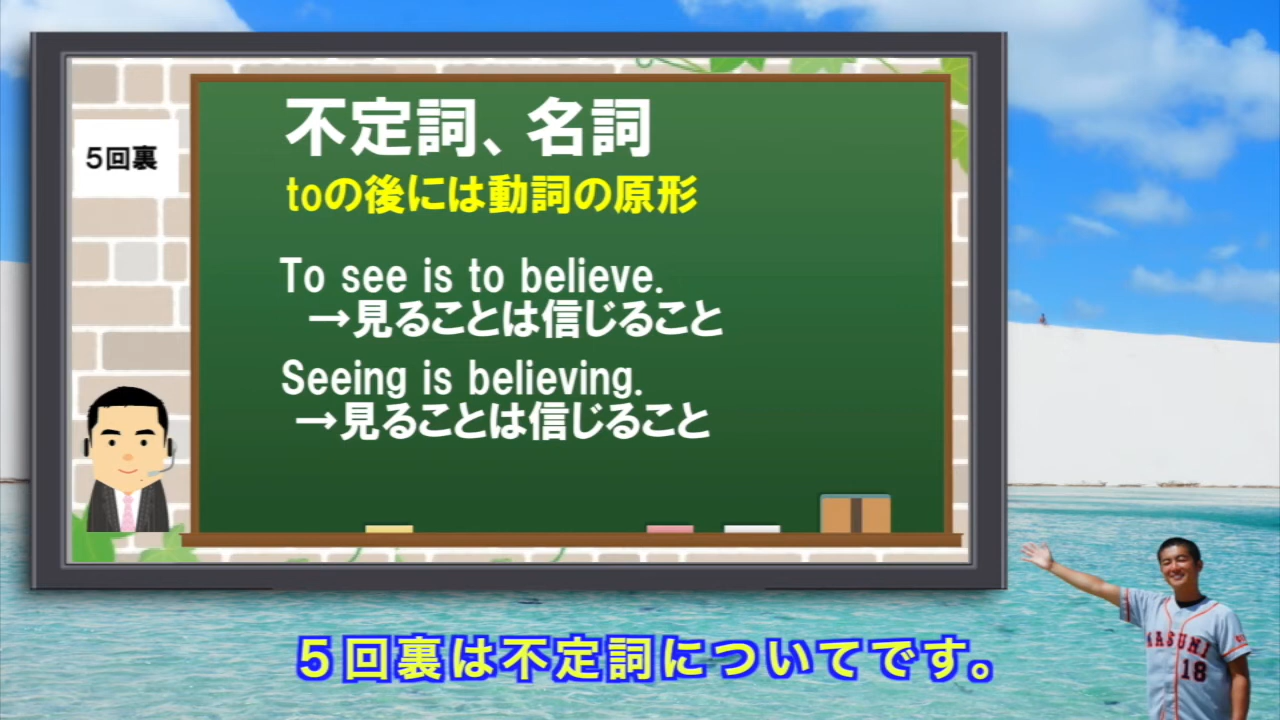 5回裏
不定詞、名詞
toの後には動詞の原形
To see is to believe.
→見ることは信じること
Seeing is believing.
→見ることは信じること
HASUNI
18
5回裏は不定詞についてです。